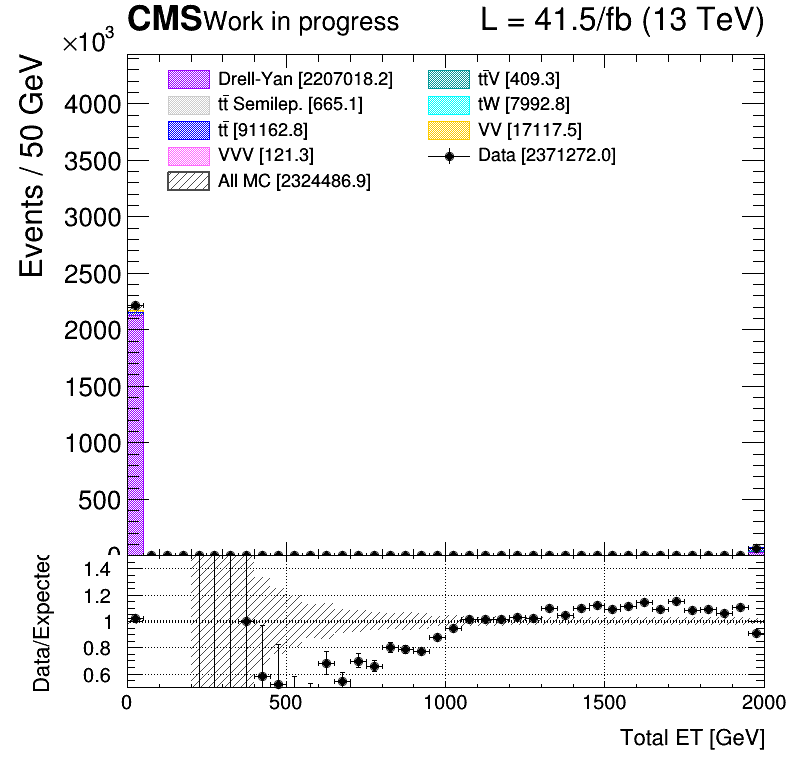 CMS Work in progress L = 41.5/fb (13 TeV)
×10³
Events / 50 GeV
Drell-Yan [2207018.2]
tt̄ Semilep. [665.1]
tt̄ [91162.8]
VVV [121.3]
All MC [2324486.9]
tt̄V [409.3]
tW [7992.8]
VV [17117.5]
Data [2371272.0]
4000
3500
3000
2500
2000
1500
1000
500
0
Data/Expected
1.4
1.2
1
0.8
0.6
0 500 1000 1500 2000
Total ET [GeV]